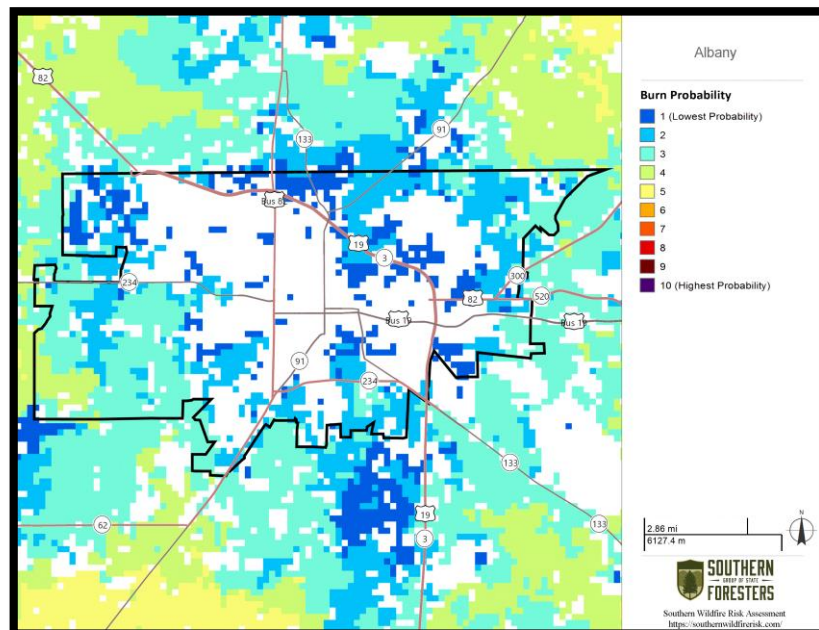 Albany
Burn Probability
1 (Lowest Probability)
2
3
4
5
6
7
8
9
10 (Highest Probability)
82
133
91
Bus 8
19
3
300
234
82
520
Bus 19
Bus 19
91
234
133
19
62
3
133
N
2.86 mi
6127.4 m
SOUTHERN
GROUP OF STATE
FORESTERS
Southern Wildfire Risk Assessment
https://southernwildfirerisk.com/